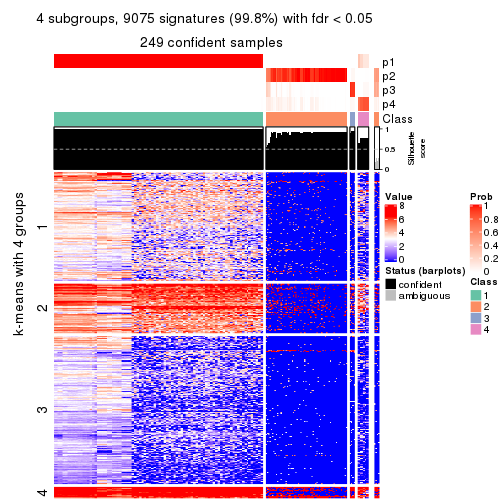 4 subgroups, 9075 signatures (99.8%) with fdr < 0.05
249 confident samples
p1
p2
p3
p4
Class
1
0.5
0
Silhouette
score
k-means with 4 groups
1
2
3
4
Value
8
6
4
2
0
Status (barplots)
confident
ambiguous
Prob
1
0.8
0.6
0.4
0.2
0
Class
1
2
3
4